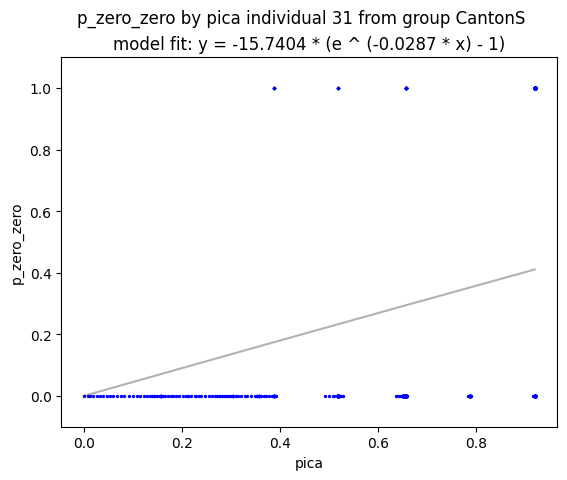 p_zero_zero by pica individual 31 from group CantonS
model fit: y = -15.7404 * (e ^ (-0.0287 * x) - 1)
1.0
0.8
0.6
0.4
0.2
0.0
p_zero_zero
0.0 0.2 0.4 0.6 0.8
pica